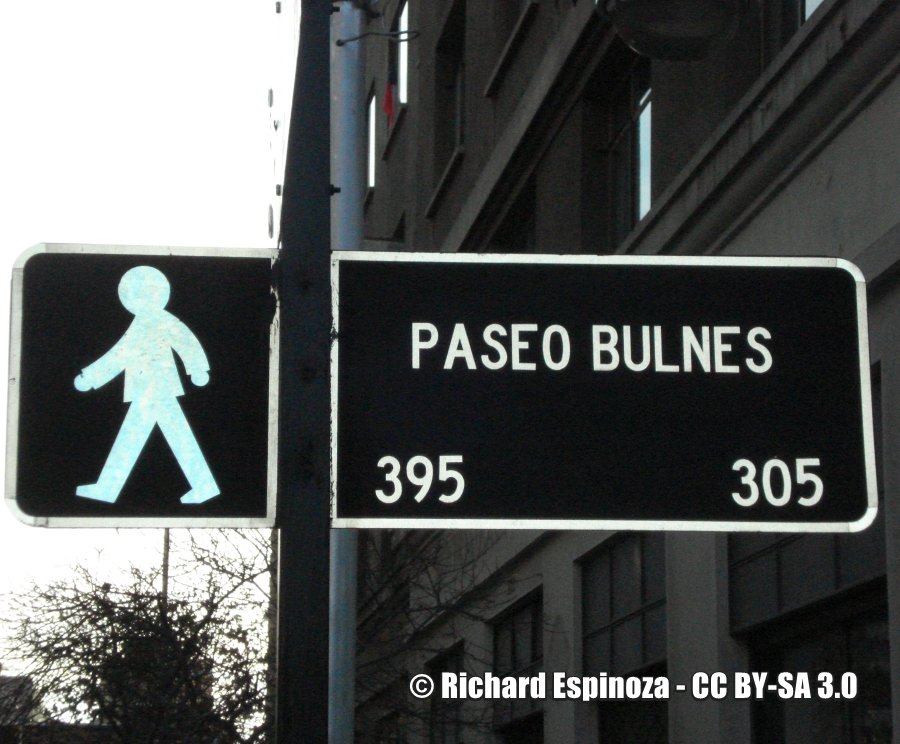 PASEO BULNES
395 305
© Richard Espinoza - CC BY-SA 3.0